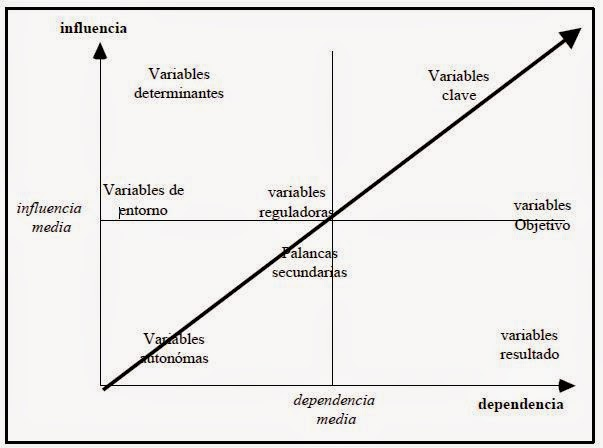 influencia
Variables
determinantes
Variables
clave
Variables de
entorno
influencia
media
variables
reguladoras
variables
Objetivo
Palancas
secundarias
Variables
autonómas
variables
resultado
dependencia
media
dependencia